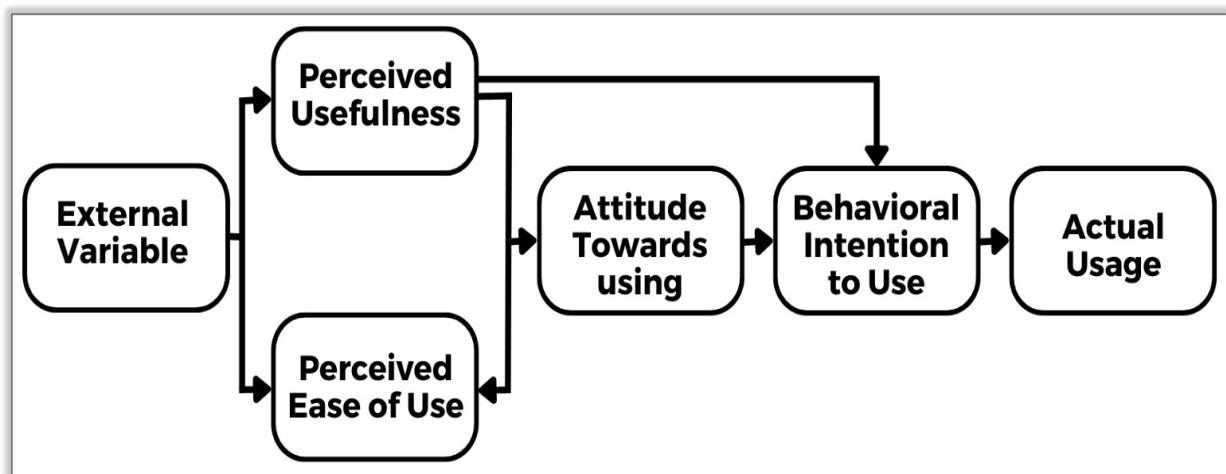 Perceived
Usefulness
External
Variable
Attitude
Towards
using
Behavioral
Intention
to Use
Actual
Usage
Perceived
Ease of Use